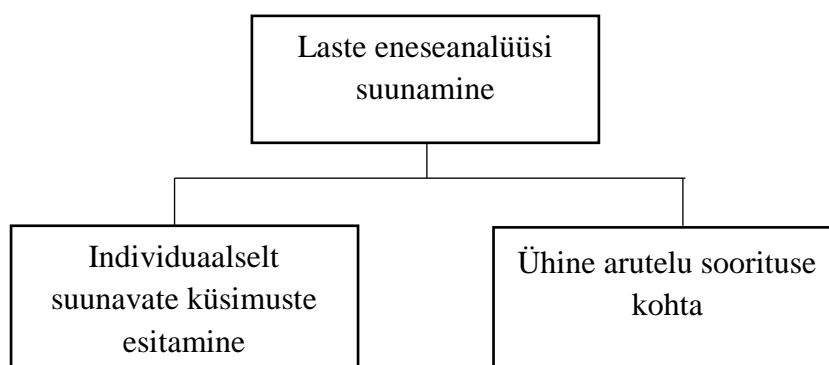 Laste eneseanalüüsi
suunamine
Individuaalselt
suunavate küsimuste
esitamine
Ühine arutelu soorituse
kohta